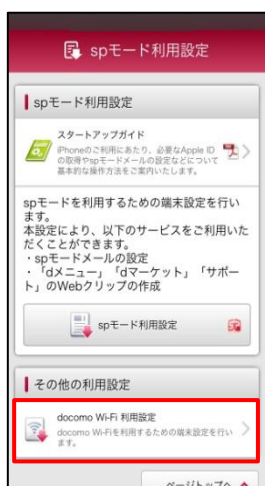 spモード利用設定
spモード利用設定
スタートアップガイド
iPhoneのご利用にあたり、必要なApple ID
の取得やspモードメールの設定などについて
基本的な操作方法をご案内いたします。
spモードを利用するための端末設定を行い
ます。
本設定により、以下のサービスをご利用いた
だくことができます。
・spモードメールの設定
・「dメニュー」「dマーケット」「サポー
ト」のWebクリップの作成
spモード利用設定
その他の利用設定
docomo Wi-Fi 利用設定
docomo Wi-Fiを利用するための端末設定を行い
ます。
ページトップへ